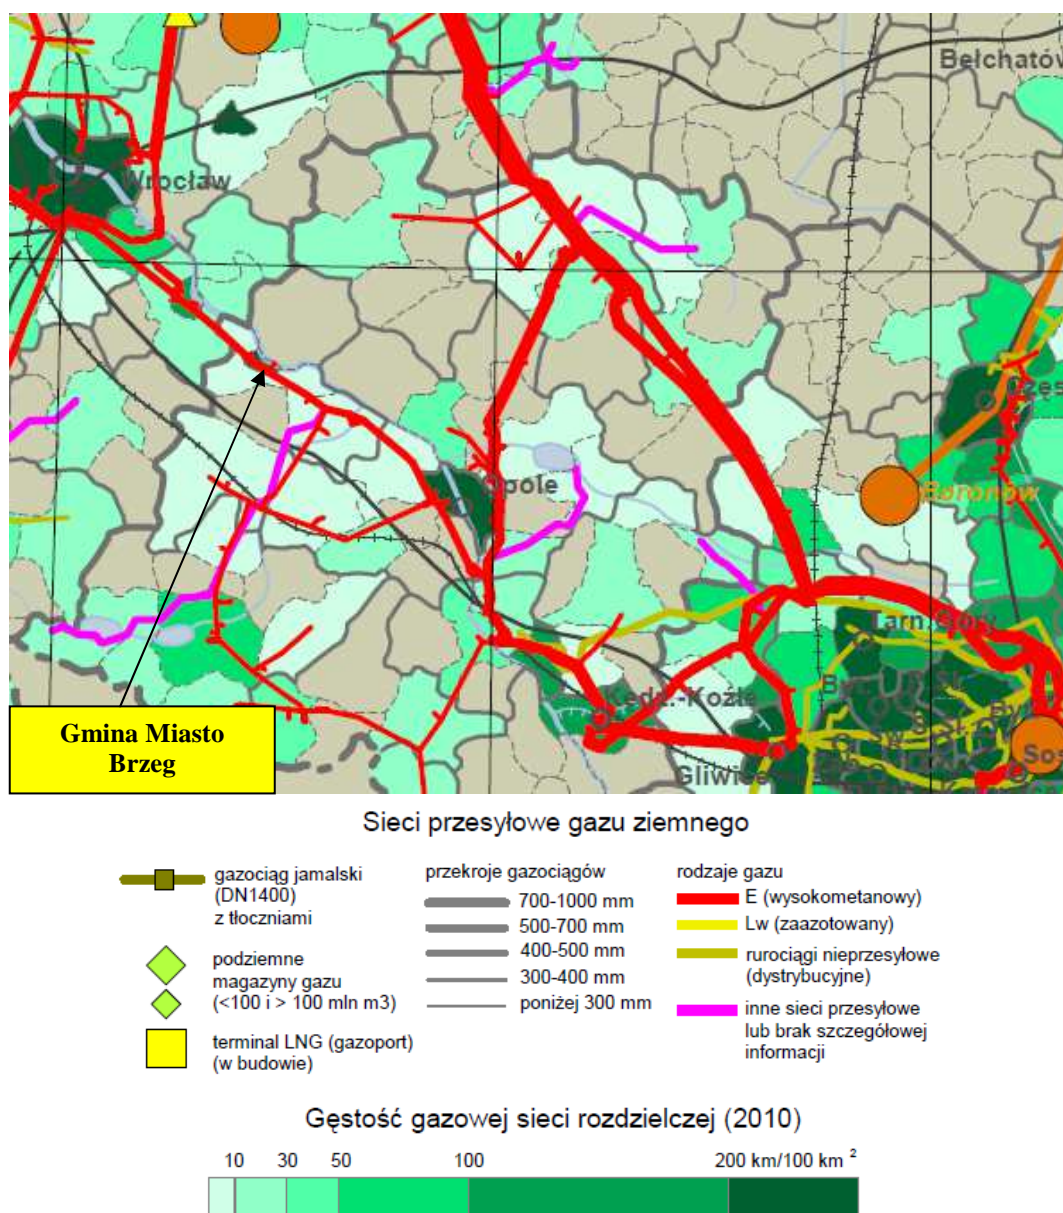 Bełchatów
Wrocław
Częs
Opole
Boronów
Tarn. Góry
Kędz.-Koźle
By
Gliwice
Sos
Gmina Miasto
Brzeg
Sieci przesyłowe gazu ziemnego
gazociąg jamalski
(DN1400)
z tłoczniami
podziemne
magazyny gazu
(<100 i > 100 mln m3)
terminal LNG (gazoport)
(w budowie)
przekroje gazociągów
700-1000 mm
500-700 mm
400-500 mm
300-400 mm
poniżej 300 mm
rodzaje gazu
E (wysokometanowy)
Lw (zaazotowany)
rurociągi nieprzesyłowe
(dystrybucyjne)
inne sieci przesyłowe
lub brak szczegółowej
informacji
Gęstość gazowej sieci rozdzielczej (2010)
10 30 50 100 200 km/100 km ²